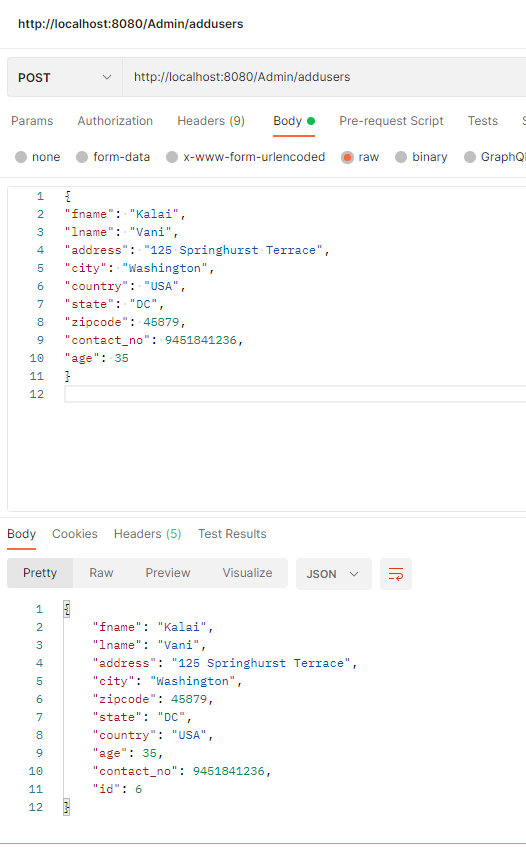 http://localhost:8080/Admin/addusers
POST http://localhost:8080/Admin/addusers
Params Authorization Headers (9) Body Pre-request Script Tests S
none form-data x-www-form-urlencoded raw binary GraphQL
1 {
2 "fname": "Kalai",
3 "lname": "Vani",
4 "address": "125 Springhurst Terrace",
5 "city": "Washington",
6 "country": "USA",
7 "state": "DC",
8 "zipcode": 45879,
9 "contact_no": 9451841236,
10 "age": 35
11 }
12
Body Cookies Headers (5) Test Results
Pretty Raw Preview Visualize JSON
1 {
2 "fname": "Kalai",
3 "lname": "Vani",
4 "address": "125 Springhurst Terrace",
5 "city": "Washington",
6 "zipcode": 45879,
7 "state": "DC",
8 "country": "USA",
9 "age": 35,
10 "contact_no": 9451841236,
11 "id": 6
12 }